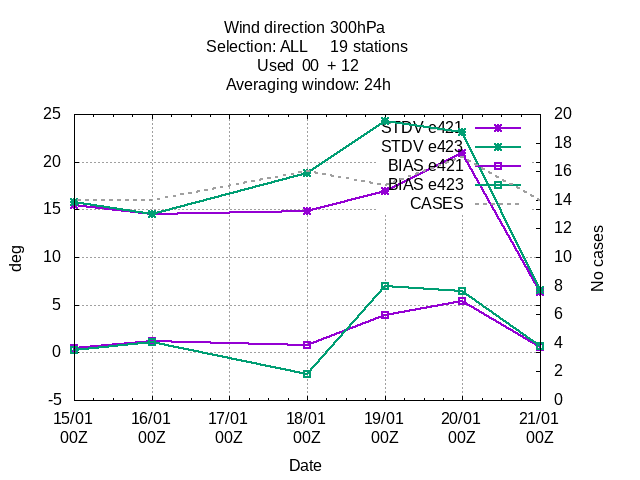 Wind direction 300hPa
Selection: ALL     19 stations
Used  00  + 12
Averaging window: 24h
25
20
15
10
5
0
-5
deg
20
18
16
14
12
10
8
6
4
2
0
No cases
STDV e421
STDV e423
BIAS e421
BIAS e423
CASES
15/01 16/01 17/01 18/01 19/01 20/01 21/01
00Z 00Z 00Z 00Z 00Z 00Z 00Z
Date